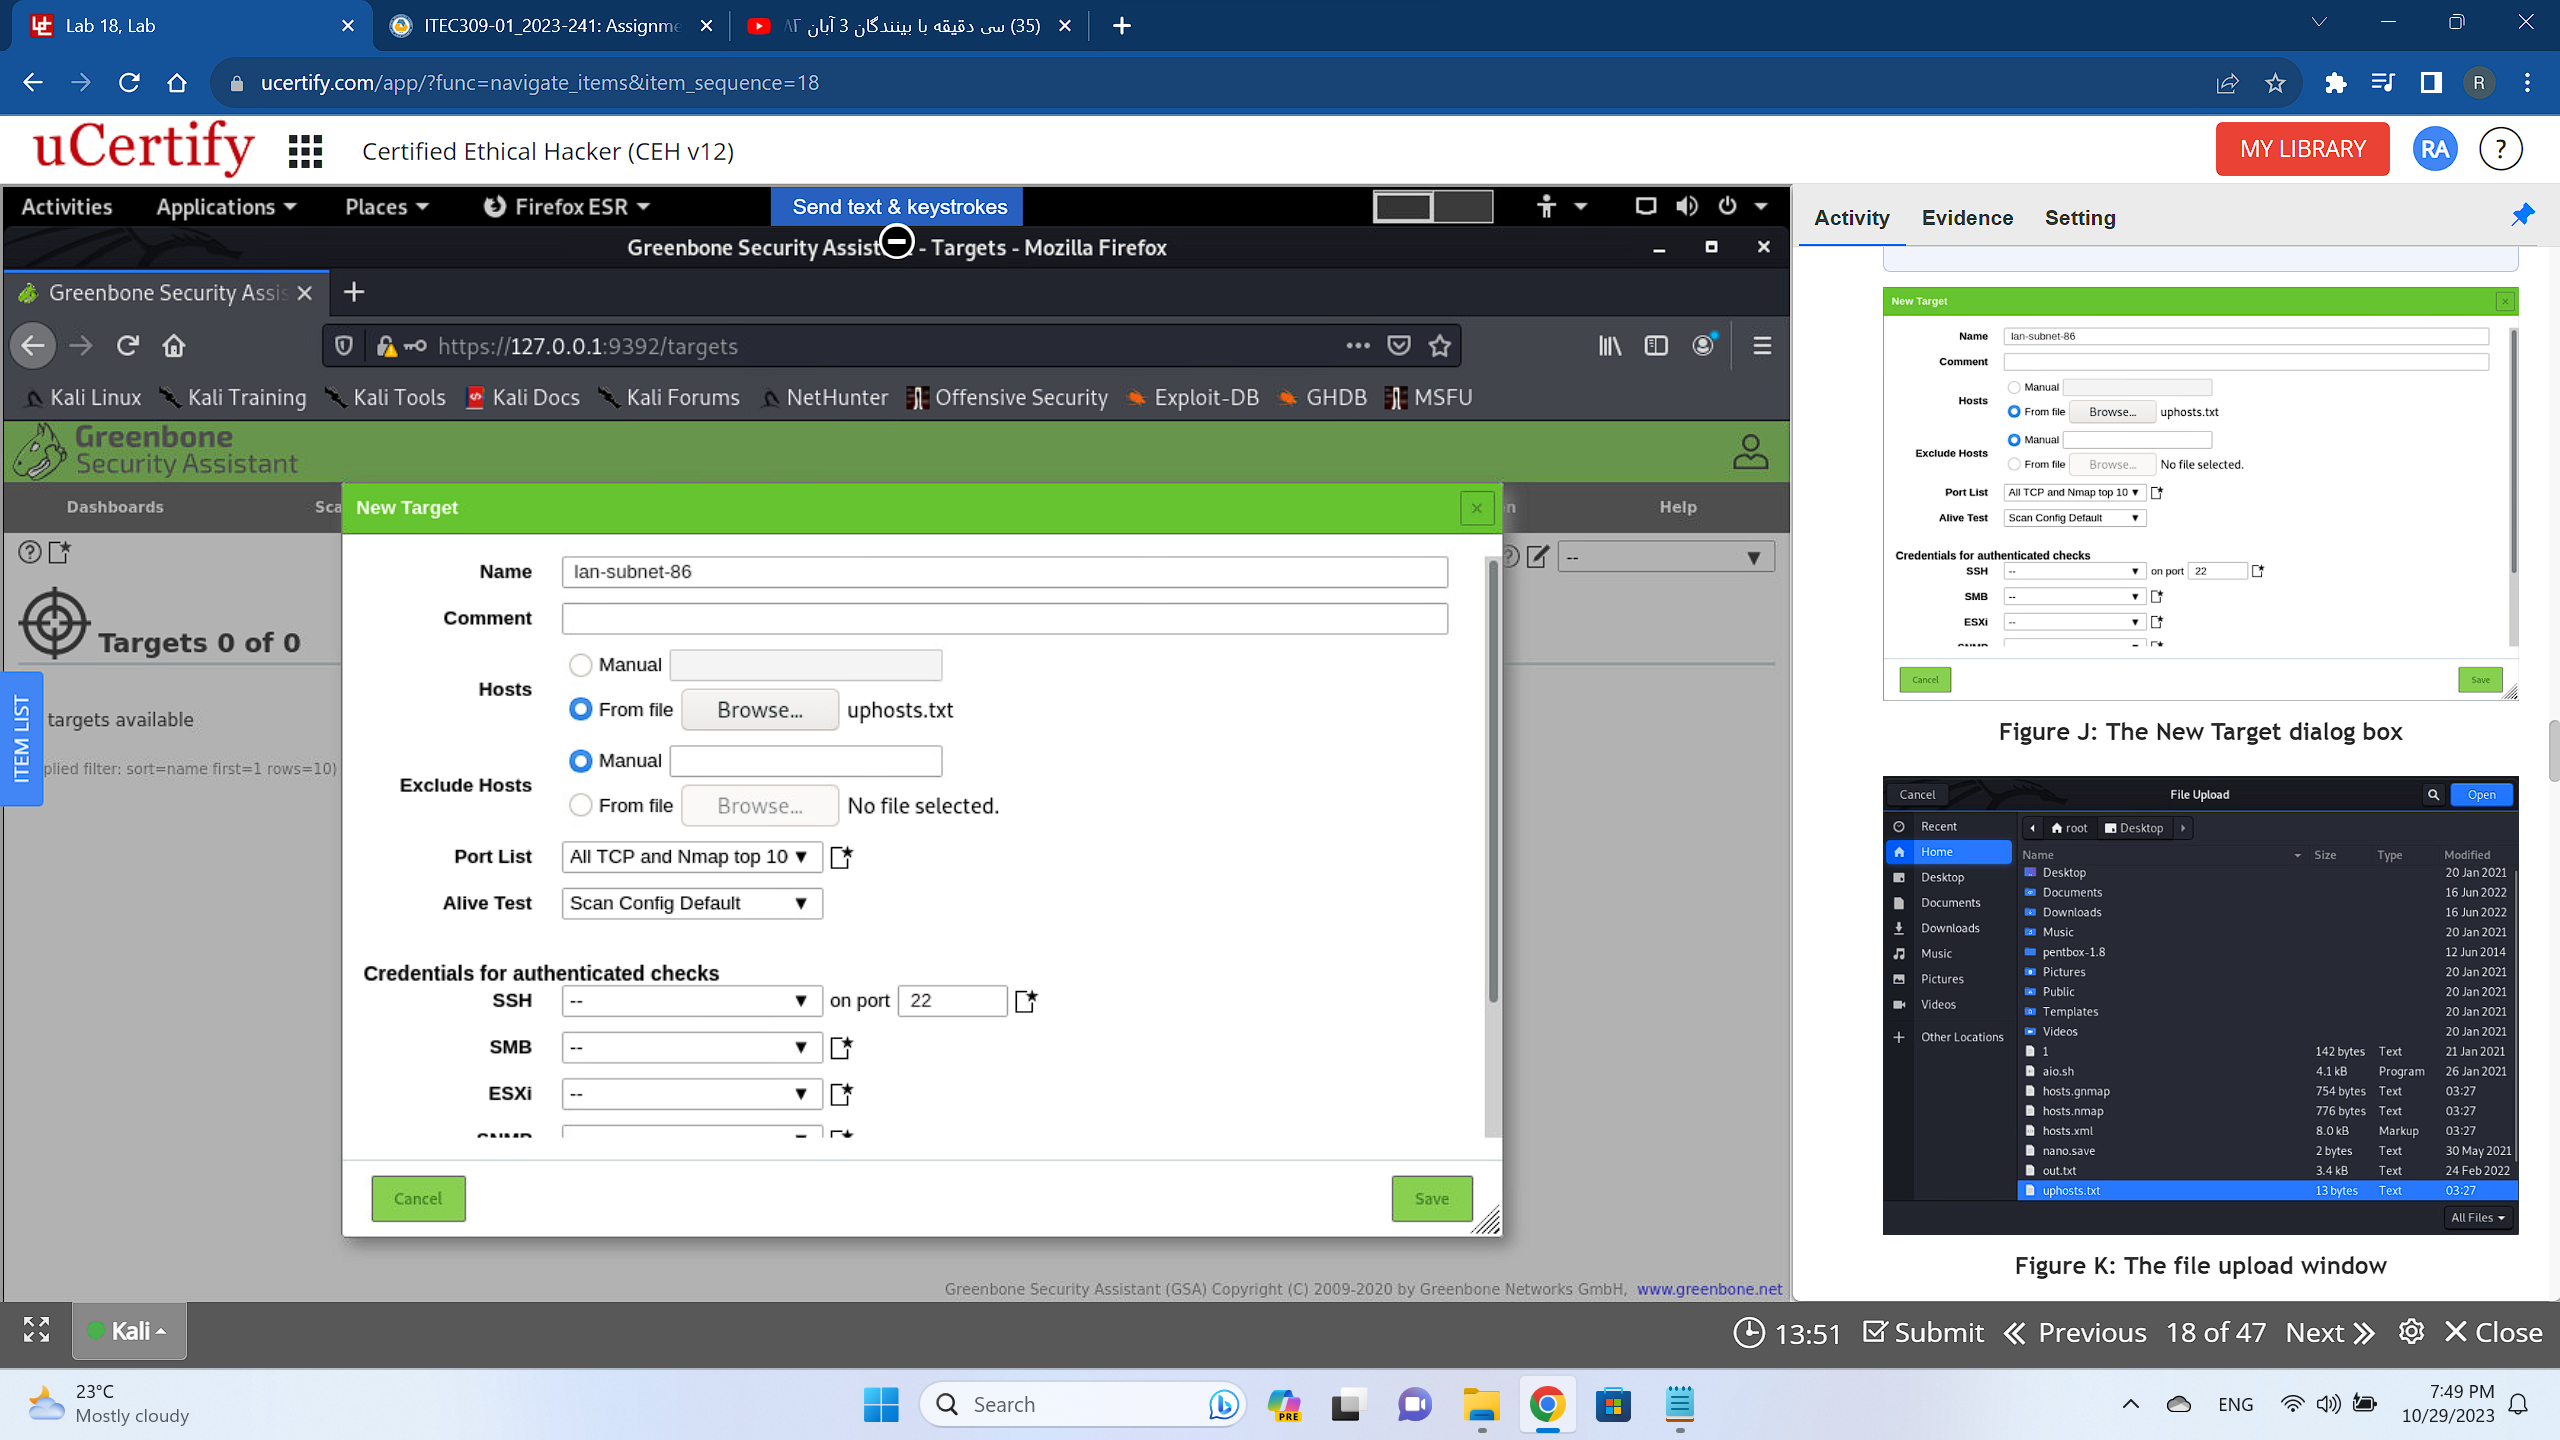 Lab 18, Lab
ITEC309-01_2023-241: Assignme
(35) سی دقیقه با بینندگان 3 آبان ۸۲
ucertify.com/app/?func=navigate_items&item_sequence=18
R
uCertify
Certified Ethical Hacker (CEH v12)
MY LIBRARY
RA
?
Activities
Applications
Places
Firefox ESR
Send text & keystrokes
Greenbone Security Assist
- Targets - Mozilla Firefox
Greenbone Security Assis
https://127.0.0.1:9392/targets
Kali Linux
Kali Training
Kali Tools
Kali Docs
Kali Forums
NetHunter
Offensive Security
Exploit-DB
GHDB
MSFU
Greenbone
Security Assistant
Dashboards
Sca
n
Help
--
Targets 0 of 0
targets available
plied filter: sort=name first=1 rows=10)
ITEM LIST
New Target
Name
lan-subnet-86
Comment
Hosts
Manual
From file
Browse...
uphosts.txt
Exclude Hosts
Manual
From file
Browse...
No file selected.
Port List
All TCP and Nmap top 10
Alive Test
Scan Config Default
Credentials for authenticated checks
SSH
--
on port
22
SMB
--
ESXi
--
SNMP
Cancel
Save
Greenbone Security Assistant (GSA) Copyright (C) 2009-2020 by Greenbone Networks GmbH, www.greenbone.net
Activity
Evidence
Setting
New Target
Name
lan-subnet-86
Comment
Hosts
Manual
From file
Browse...
uphosts.txt
Exclude Hosts
Manual
From file
Browse...
No file selected.
Port List
All TCP and Nmap top 10
Alive Test
Scan Config Default
Credentials for authenticated checks
SSH
--
on port
22
SMB
--
ESXi
--
SNMP
Cancel
Save
Figure J: The New Target dialog box
Cancel
File Upload
Open
Recent
Home
Desktop
Documents
Downloads
Music
Pictures
Videos
Other Locations
root
Desktop
Name Size Type Modified
Desktop 20 Jan 2021
Documents 16 Jun 2022
Downloads 16 Jun 2022
Music 20 Jan 2021
pentbox-1.8 12 Jun 2014
Pictures 20 Jan 2021
Public 20 Jan 2021
Templates 20 Jan 2021
Videos 20 Jan 2021
1 142 bytes Text 21 Jan 2021
aio.sh 4.1 kB Program 26 Jan 2021
hosts.gnmap 754 bytes Text 03:27
hosts.nmap 776 bytes Text 03:27
hosts.xml 8.0 kB Markup 03:27
nano.save 2 bytes Text 30 May 2021
out.txt 3.4 kB Text 24 Feb 2022
uphosts.txt 13 bytes Text 03:27
All Files
Figure K: The file upload window
Kali
13:51
Submit
Previous
18 of 47
Next
Close
23°C
Mostly cloudy
Search
PRE
ENG
7:49 PM
10/29/2023